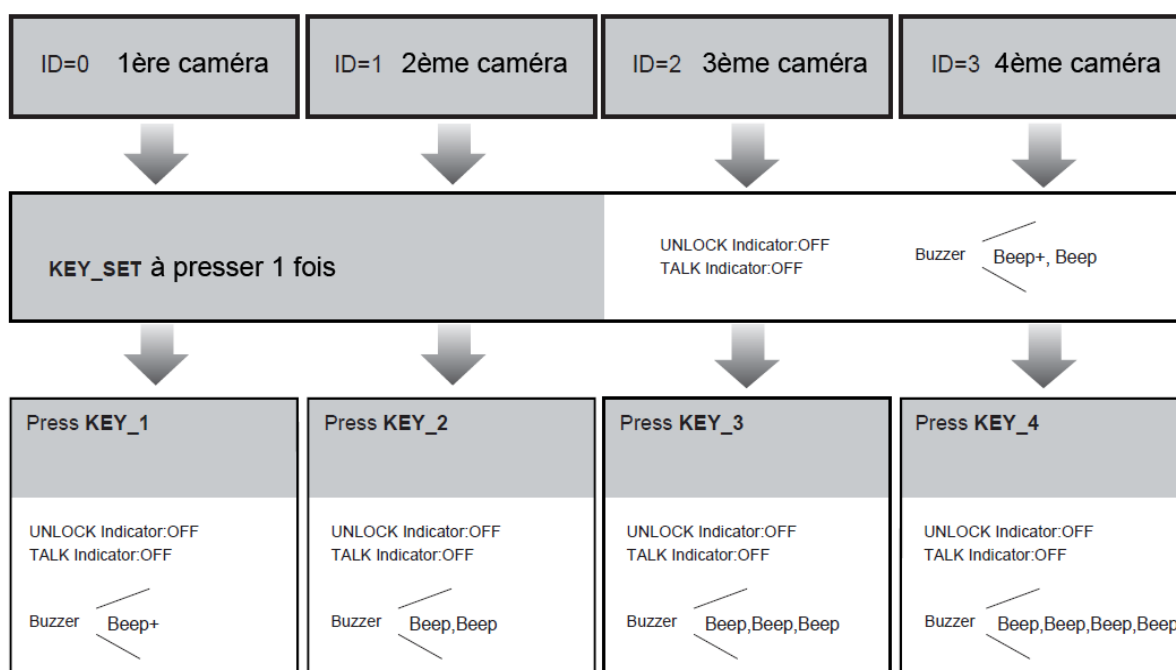 ID=0 1ère caméra
ID=1 2ème caméra
ID=2 3ème caméra
ID=3 4ème caméra
KEY_SET à presser 1 fois
UNLOCK Indicator:OFF
TALK Indicator:OFF
Buzzer Beep+, Beep
Press KEY_1
UNLOCK Indicator:OFF
TALK Indicator:OFF
Buzzer Beep+
Press KEY_2
UNLOCK Indicator:OFF
TALK Indicator:OFF
Buzzer Beep,Beep
Press KEY_3
UNLOCK Indicator:OFF
TALK Indicator:OFF
Buzzer Beep,Beep,Beep
Press KEY_4
UNLOCK Indicator:OFF
TALK Indicator:OFF
Buzzer Beep,Beep,Beep,Beep